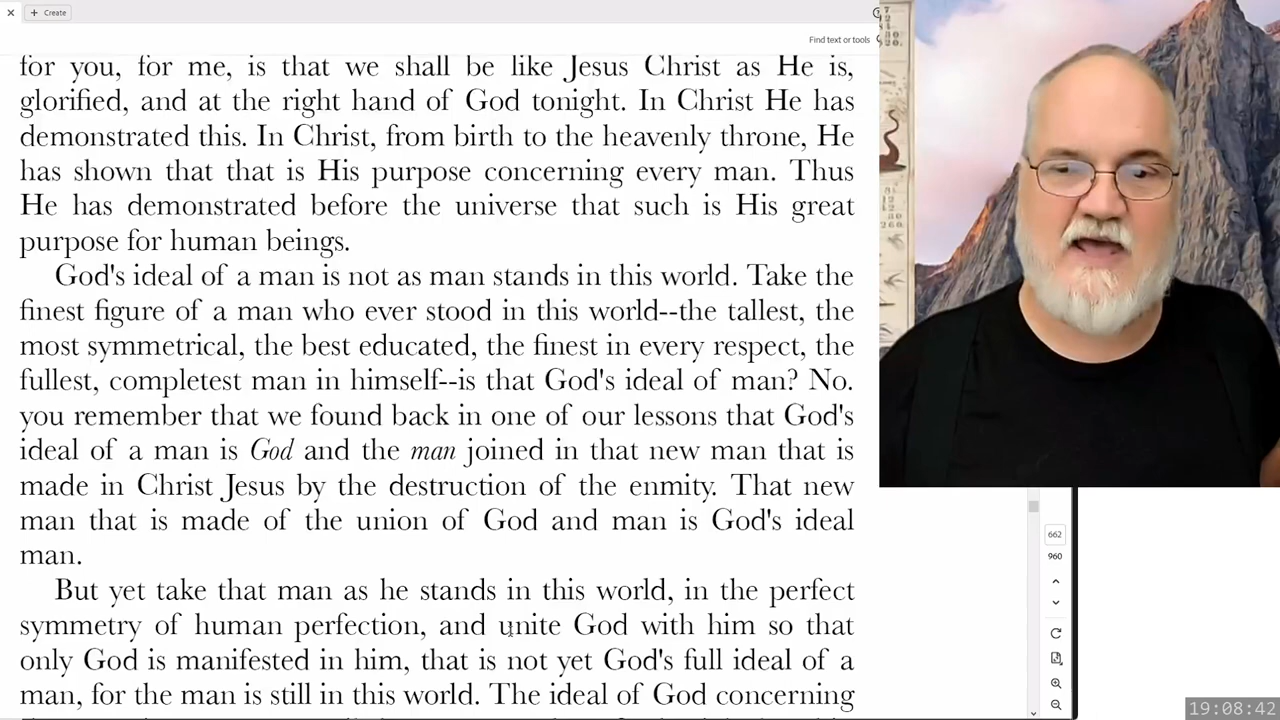 Create
Find text or tools
for you, for me, is that we shall be like Jesus Christ as He is,
glorified, and at the right hand of God tonight. In Christ He has
demonstrated this. In Christ, from birth to the heavenly throne, He
has shown that that is His purpose concerning every man. Thus
He has demonstrated before the universe that such is His great
purpose for human beings.
God's ideal of a man is not as man stands in this world. Take the
finest figure of a man who ever stood in this world--the tallest, the
most symmetrical, the best educated, the finest in every respect, the
fullest, completest man in himself--is that God's ideal of man? No.
you remember that we found back in one of our lessons that God's
ideal of a man is God and the man joined in that new man that is
made in Christ Jesus by the destruction of the enmity. That new
man that is made of the union of God and man is God's ideal
man.
But yet take that man as he stands in this world, in the perfect
symmetry of human perfection, and unite God with him so that
only God is manifested in him, that is not yet God's full ideal of a
man, for the man is still in this world. The ideal of God concerning
662
960
19:08:42